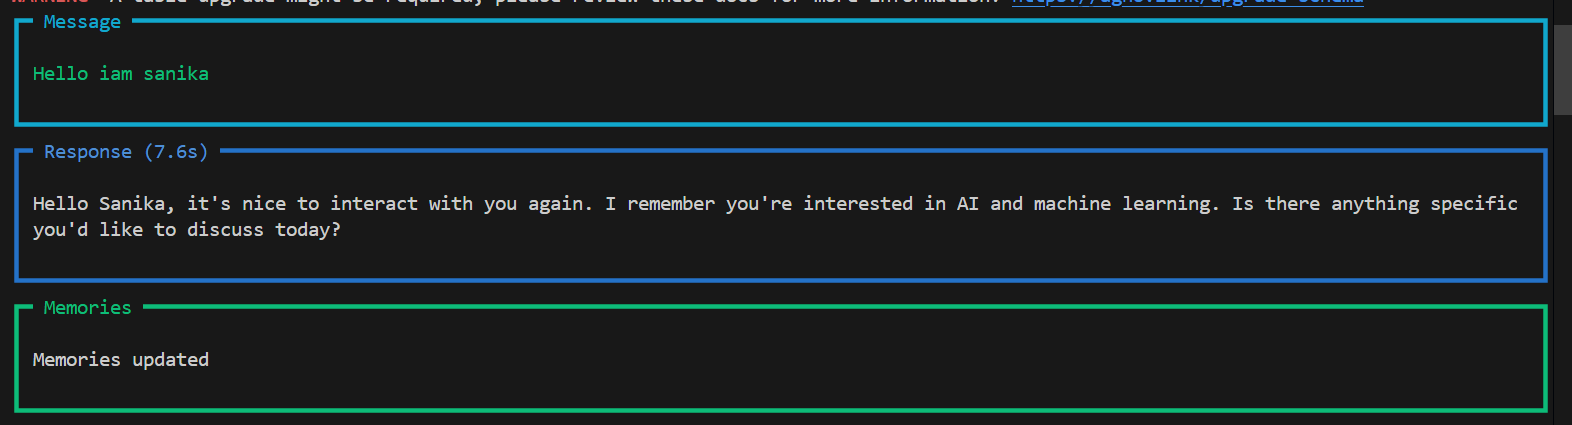 Message
Hello iam sanika
Response (7.6s)
Hello Sanika, it's nice to interact with you again. I remember you're interested in AI and machine learning. Is there anything specific
you'd like to discuss today?
Memories
Memories updated